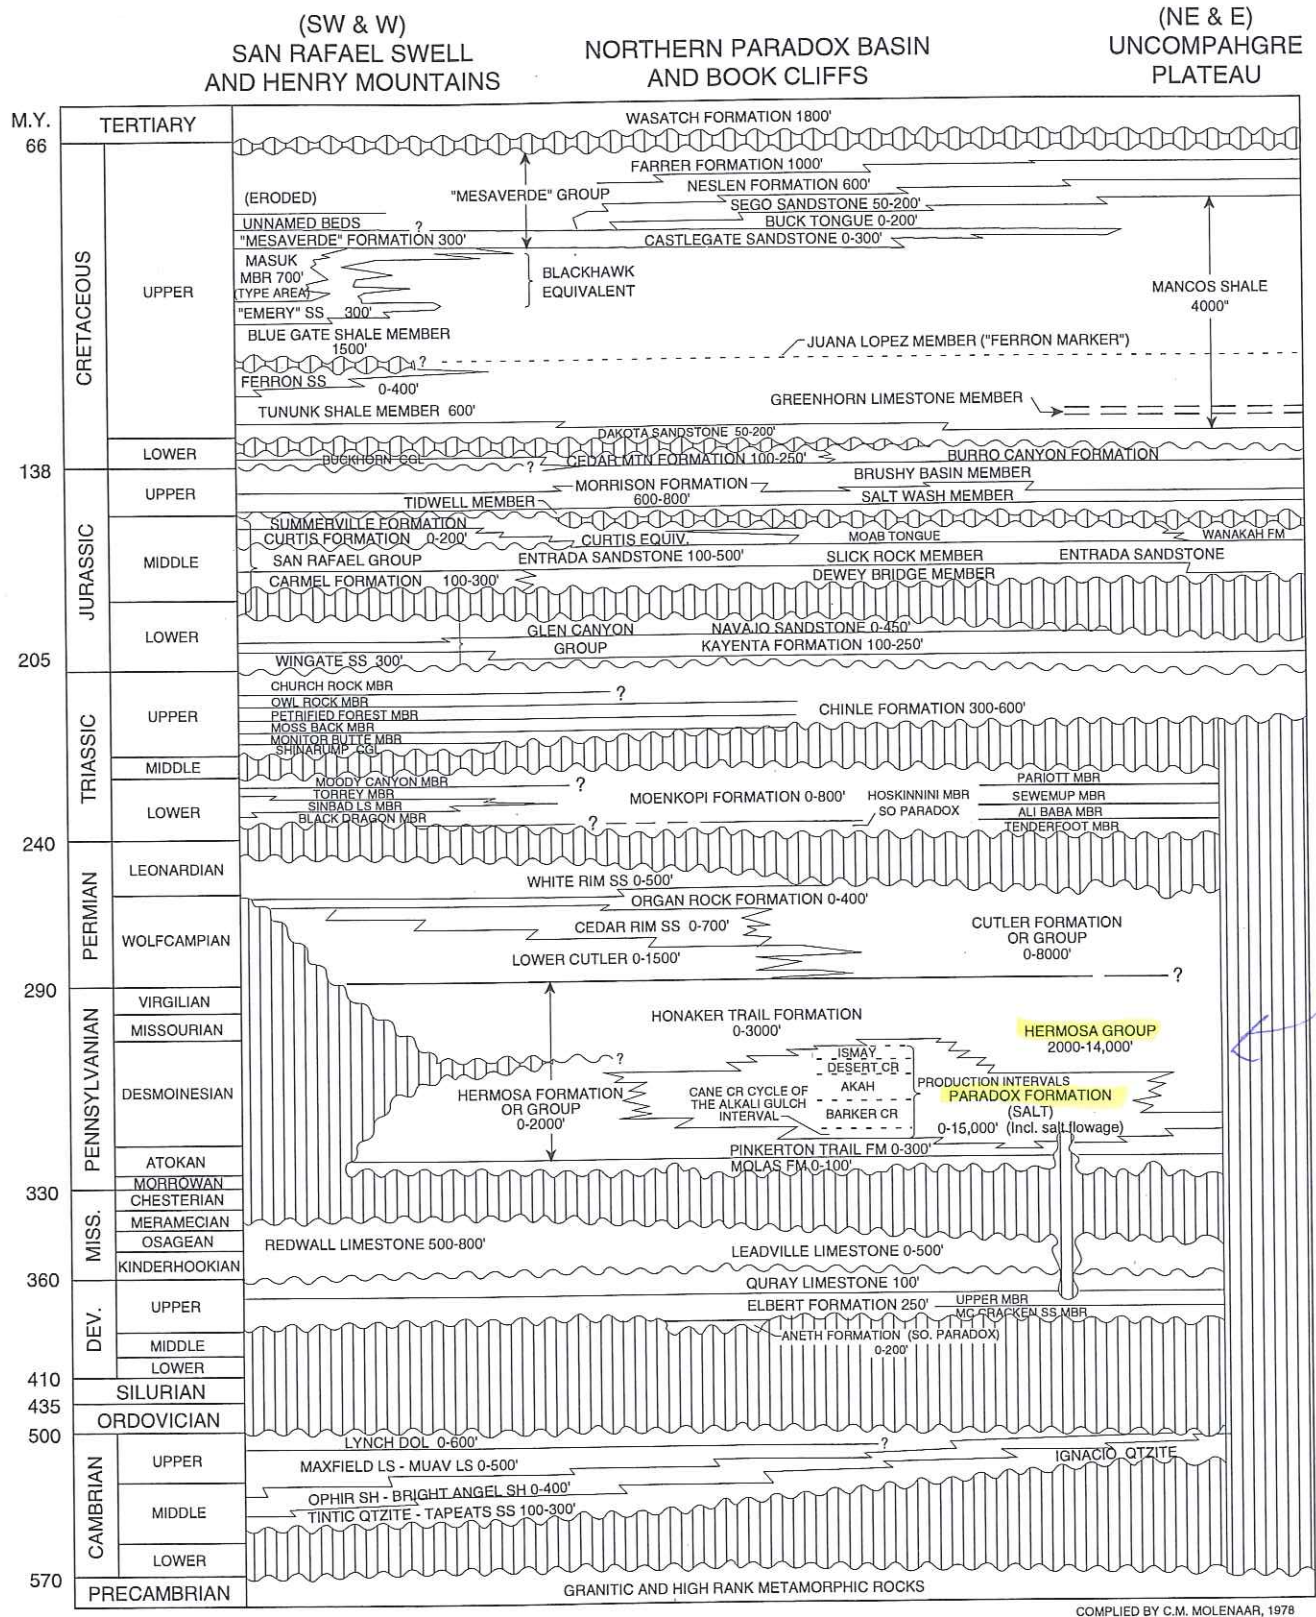 (SW & W)
SAN RAFAEL SWELL
AND HENRY MOUNTAINS
NORTHERN PARADOX BASIN
AND BOOK CLIFFS
(NE & E)
UNCOMPAHGRE
PLATEAU
M.Y.
TERTIARY
WASATCH FORMATION 1800'
66
CRETACEOUS
UPPER
FARRER FORMATION 1000'
(ERODED)
"MESAVERDE" GROUP
NESLEN FORMATION 600'
SEGO SANDSTONE 50-200'
UNNAMED BEDS ?
BUCK TONGUE 0-200'
"MESAVERDE" FORMATION 300'
CASTLEGATE SANDSTONE 0-300'
MASUK
MBR 700'
(TYPE AREA)
BLACKHAWK
EQUIVALENT
MANCOS SHALE
4000"
"EMERY" SS 300'
BLUE GATE SHALE MEMBER
1500'
?
JUANA LOPEZ MEMBER ("FERRON MARKER")
FERRON SS
0-400'
GREENHORN LIMESTONE MEMBER
TUNUNK SHALE MEMBER 600'
DAKOTA SANDSTONE 50-200'
LOWER
BUCKHORN CGL
?
CEDAR MTN FORMATION 100-250'
BURRO CANYON FORMATION
138
JURASSIC
UPPER
BRUSHY BASIN MEMBER
MORRISON FORMATION
600-800'
SALT WASH MEMBER
TIDWELL MEMBER
MIDDLE
SUMMERVILLE FORMATION
CURTIS FORMATION 0-200'
CURTIS EQUIV.
MOAB TONGUE
WANAKAH FM
SAN RAFAEL GROUP
ENTRADA SANDSTONE 100-500'
SLICK ROCK MEMBER
ENTRADA SANDSTONE
CARMEL FORMATION 100-300'
DEWEY BRIDGE MEMBER
LOWER
GLEN CANYON
GROUP
NAVAJO SANDSTONE 0-450'
KAYENTA FORMATION 100-250'
WINGATE SS 300'
205
TRIASSIC
UPPER
CHURCH ROCK MBR
?
OWL ROCK MBR
PETRIFIED FOREST MBR
CHINLE FORMATION 300-600'
MOSS BACK MBR
MONITOR BUTTE MBR
SHINARUMP CGL
MIDDLE
MOODY CANYON MBR
?
PARIOTT MBR
LOWER
TORREY MBR
MOENKOPI FORMATION 0-800'
HOSKINNINI MBR
SO PARADOX
SEWEMUP MBR
SINBAD LS MBR
ALI BABA MBR
BLACK DRAGON MBR
?
TENDERFOOT MBR
240
PERMIAN
LEONARDIAN
WHITE RIM SS 0-500'
ORGAN ROCK FORMATION 0-400'
WOLFCAMPIAN
CEDAR RIM SS 0-700'
CUTLER FORMATION
OR GROUP
0-8000'
LOWER CUTLER 0-1500'
?
290
PENNSYLVANIAN
VIRGILIAN
MISSOURIAN
HONAKER TRAIL FORMATION
0-3000'
HERMOSA GROUP
2000-14,000'
DESMOINESIAN
?
ISMAY
DESERT CR
AKAH
BARKER CR
PRODUCTION INTERVALS
PARADOX FORMATION
(SALT)
0-15,000' (Incl. salt flowage)
HERMOSA FORMATION
OR GROUP
0-2000'
CANE CR CYCLE OF
THE ALKALI GULCH
INTERVAL
PINKERTON TRAIL FM 0-300'
ATOKAN
MOLAS FM 0-100'
MORROWAN
330
MISS.
CHESTERIAN
MERAMECIAN
OSAGEAN
REDWALL LIMESTONE 500-800'
LEADVILLE LIMESTONE 0-500'
KINDERHOOKIAN
360
QURAY LIMESTONE 100'
DEV.
UPPER
ELBERT FORMATION 250'
UPPER MBR
MC CRACKEN SS MBR
MIDDLE
ANETH FORMATION (SO. PARADOX)
0-200'
LOWER
410
SILURIAN
435
ORDOVICIAN
500
CAMBRIAN
UPPER
LYNCH DOL 0-600'
?
MAXFIELD LS - MUAV LS 0-500'
IGNACIO QTZITE
MIDDLE
OPHIR SH - BRIGHT ANGEL SH 0-400'
TINTIC QTZITE - TAPEATS SS 100-300'
LOWER
570
PRECAMBRIAN
GRANITIC AND HIGH RANK METAMORPHIC ROCKS
COMPLIED BY C.M. MOLENAAR, 1978